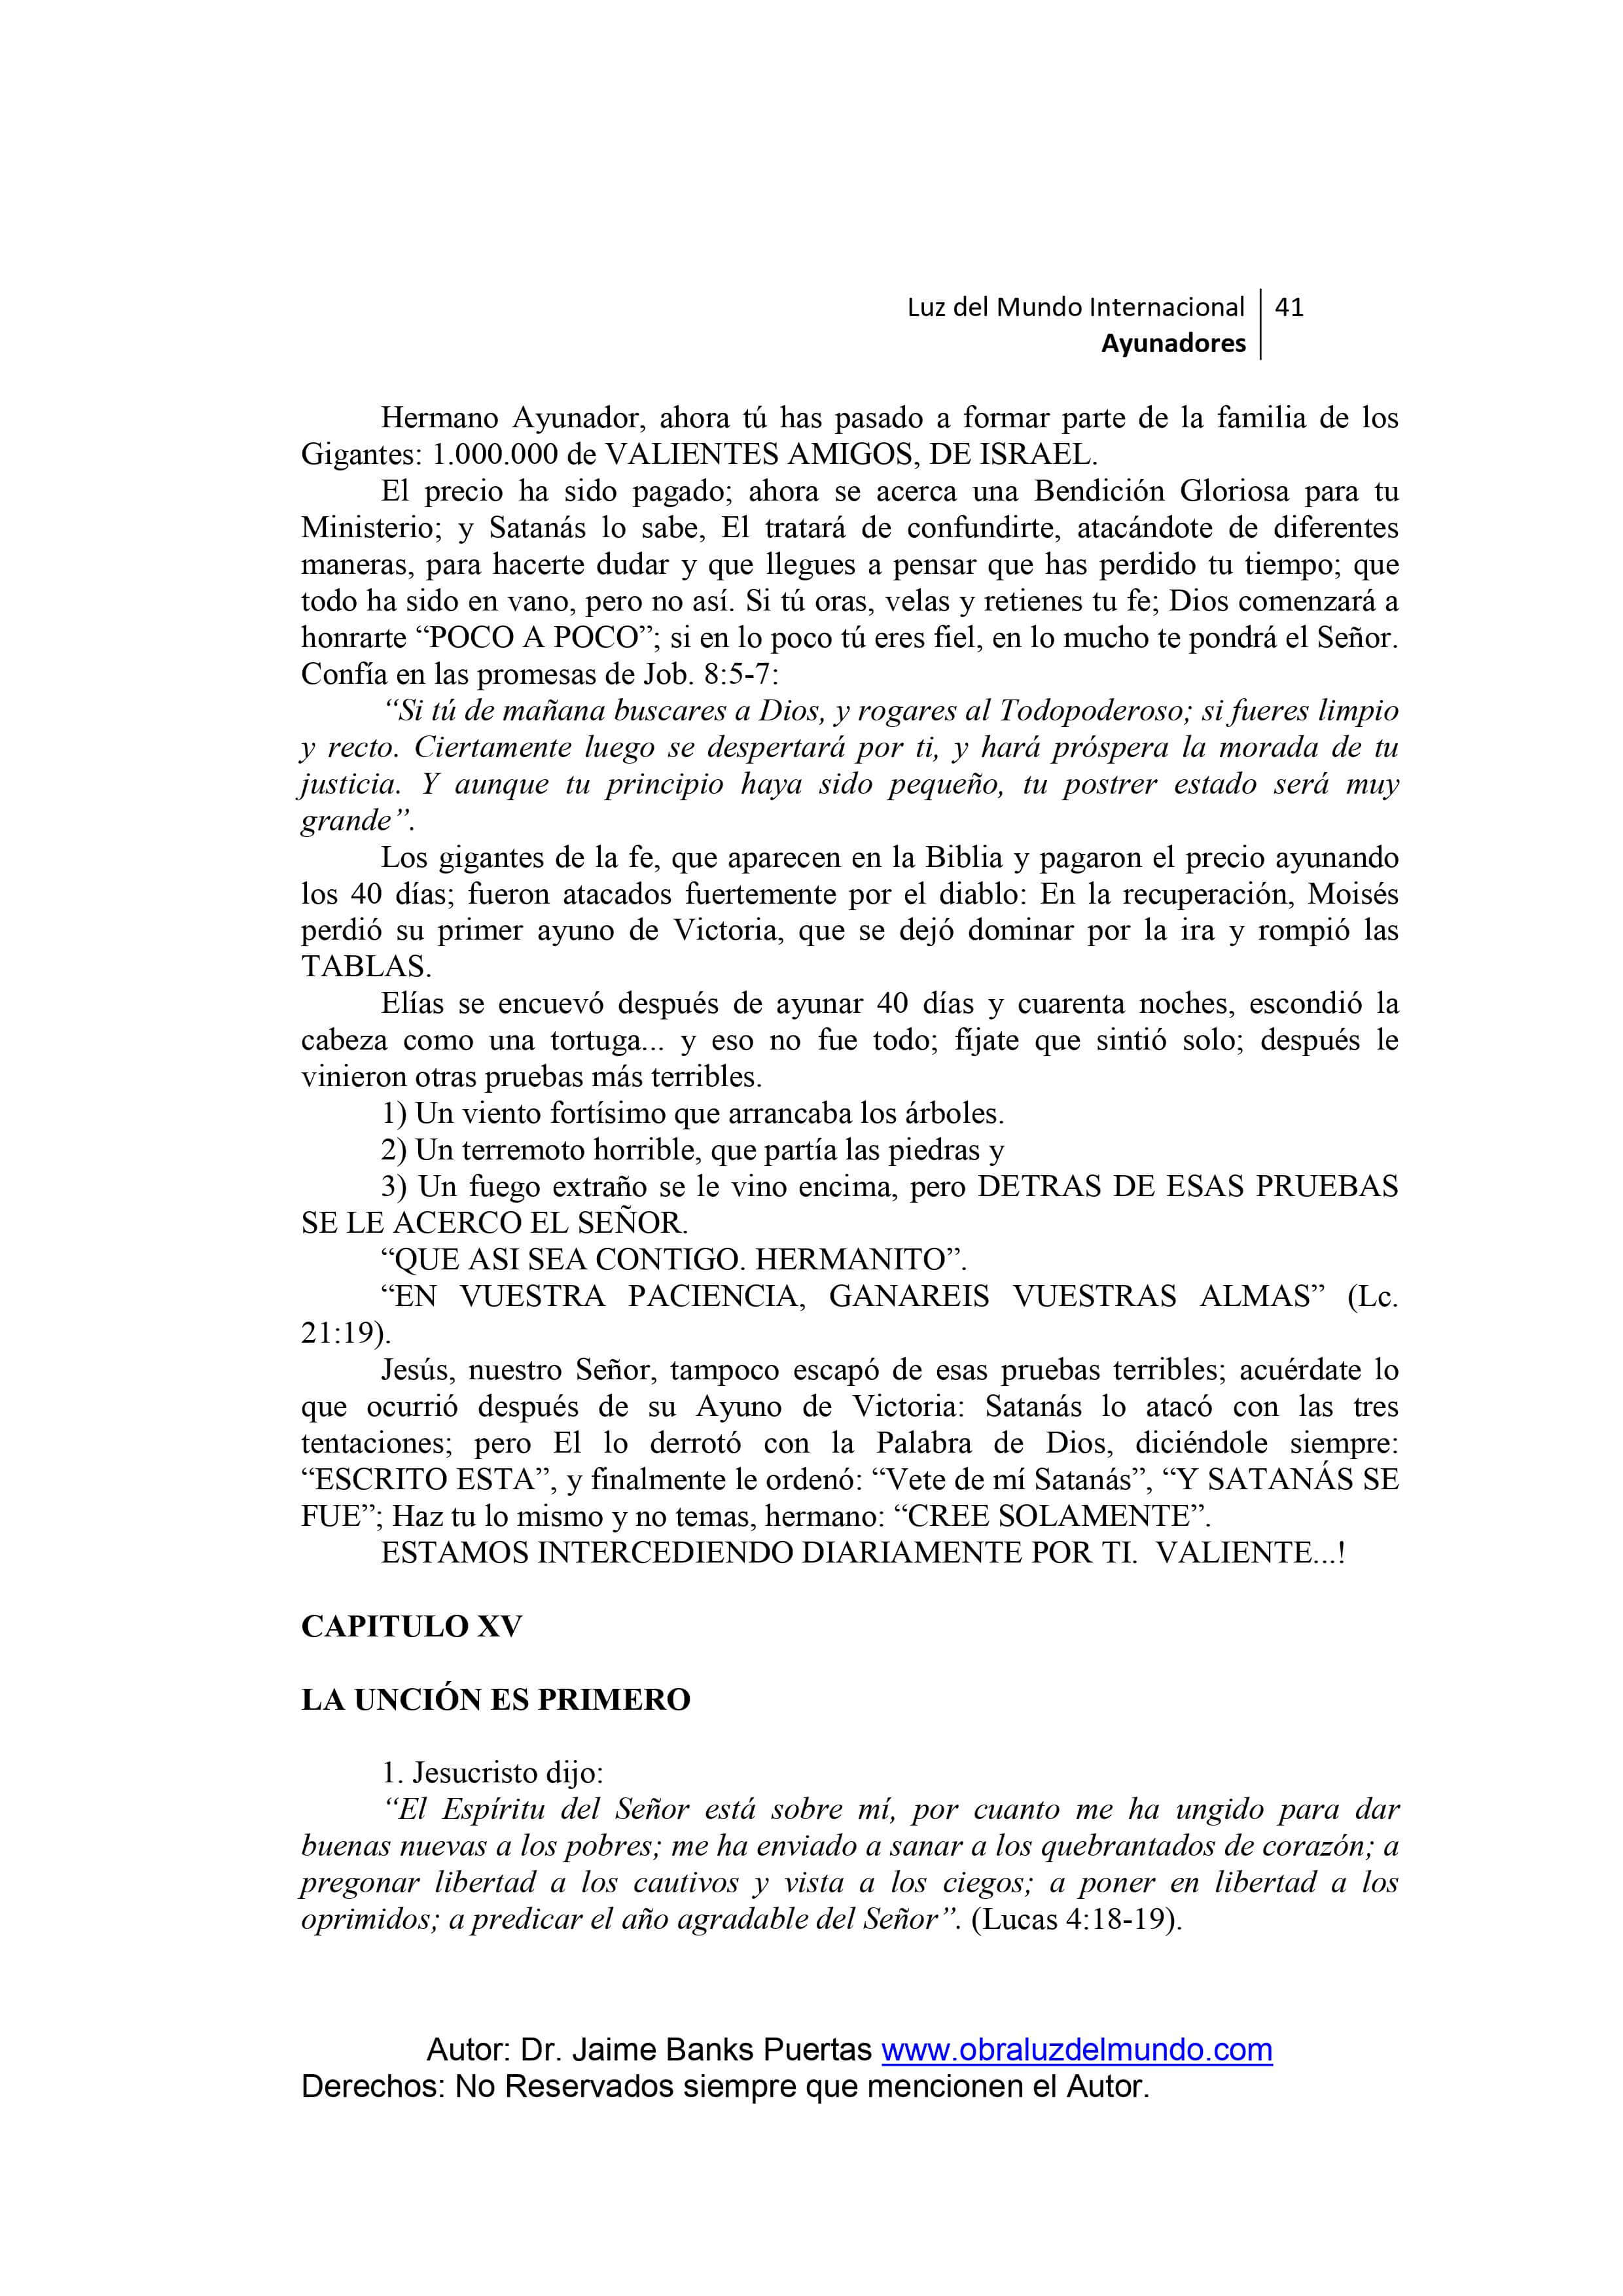 Luz del Mundo Internacional 41
Ayunadores
Hermano Ayunador, ahora tú has pasado a formar parte de la familia de los
Gigantes: 1.000.000 de VALIENTES AMIGOS, DE ISRAEL.
El precio ha sido pagado; ahora se acerca una Bendición Gloriosa para tu
Ministerio; y Satanás lo sabe, El tratará de confundirte, atacándote de diferentes
maneras, para hacerte dudar y que llegues a pensar que has perdido tu tiempo; que
todo ha sido en vano, pero no así. Si tú oras, velas y retienes tu fe; Dios comenzará a
honrarte “POCO A POCO”; si en lo poco tú eres fiel, en lo mucho te pondrá el Señor.
Confía en las promesas de Job. 8:5-7:
“Si tú de mañana buscares a Dios, y rogares al Todopoderoso; si fueres limpio
y recto. Ciertamente luego se despertará por ti, y hará próspera la morada de tu
justicia. Y aunque tu principio haya sido pequeño, tu postrer estado será muy
grande”.
Los gigantes de la fe, que aparecen en la Biblia y pagaron el precio ayunando
los 40 días; fueron atacados fuertemente por el diablo: En la recuperación, Moisés
perdió su primer ayuno de Victoria, que se dejó dominar por la ira y rompió las
TABLAS.
Elías se encuevó después de ayunar 40 días y cuarenta noches, escondió la
cabeza como una tortuga... y eso no fue todo; fíjate que sintió solo; después le
vinieron otras pruebas más terribles.
1) Un viento fortísimo que arrancaba los árboles.
2) Un terremoto horrible, que partía las piedras y
3) Un fuego extraño se le vino encima, pero DETRAS DE ESAS PRUEBAS
SE LE ACERCO EL SEÑOR.
“QUE ASI SEA CONTIGO. HERMANITO”.
“EN VUESTRA PACIENCIA, GANAREIS VUESTRAS ALMAS” (Lc.
21:19).
Jesús, nuestro Señor, tampoco escapó de esas pruebas terribles; acuérdate lo
que ocurrió después de su Ayuno de Victoria: Satanás lo atacó con las tres
tentaciones; pero El lo derrotó con la Palabra de Dios, diciéndole siempre:
“ESCRITO ESTA”, y finalmente le ordenó: “Vete de mí Satanás”, “Y SATANÁS SE
FUE”; Haz tu lo mismo y no temas, hermano: “CREE SOLAMENTE”.
ESTAMOS INTERCEDIENDO DIARIAMENTE POR TI.  VALIENTE...!
CAPITULO XV
LA UNCIÓN ES PRIMERO
1. Jesucristo dijo:
“El Espíritu del Señor está sobre mí, por cuanto me ha ungido para dar
buenas nuevas a los pobres; me ha enviado a sanar a los quebrantados de corazón; a
pregonar libertad a los cautivos y vista a los ciegos; a poner en libertad a los
oprimidos; a predicar el año agradable del Señor”. (Lucas 4:18-19).
Autor: Dr. Jaime Banks Puertas www.obraluzdelmundo.com
Derechos: No Reservados siempre que mencionen el Autor.